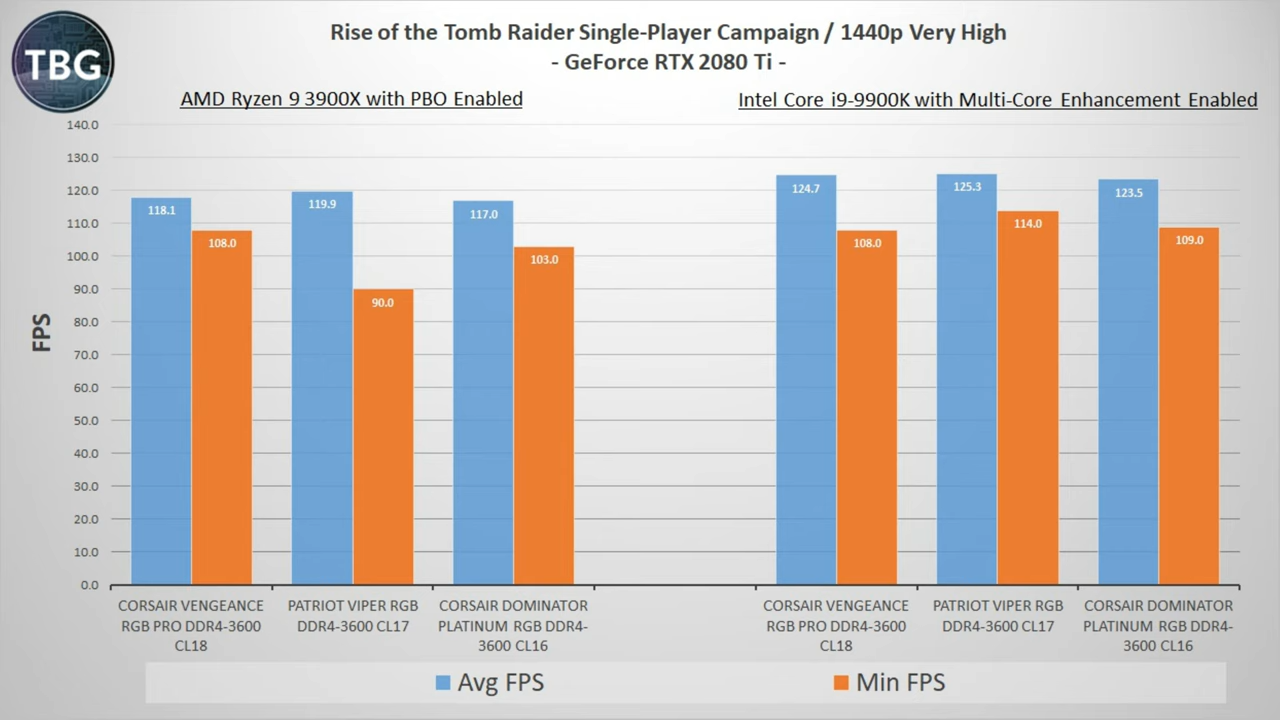 TBG
Rise of the Tomb Raider Single-Player Campaign / 1440p Very High
- GeForce RTX 2080 Ti -
AMD Ryzen 9 3900X with PBO Enabled
Intel Core i9-9900K with Multi-Core Enhancement Enabled
FPS
140.0
130.0
120.0
110.0
100.0
90.0
80.0
70.0
60.0
50.0
40.0
30.0
20.0
10.0
0.0
118.1
108.0
119.9
90.0
117.0
103.0
124.7
108.0
125.3
114.0
123.5
109.0
CORSAIR VENGEANCE
RGB PRO DDR4-3600
CL18
PATRIOT VIPER RGB
DDR4-3600 CL17
CORSAIR DOMINATOR
PLATINUM RGB DDR4-
3600 CL16
CORSAIR VENGEANCE
RGB PRO DDR4-3600
CL18
PATRIOT VIPER RGB
DDR4-3600 CL17
CORSAIR DOMINATOR
PLATINUM RGB DDR4-
3600 CL16
Avg FPS
Min FPS